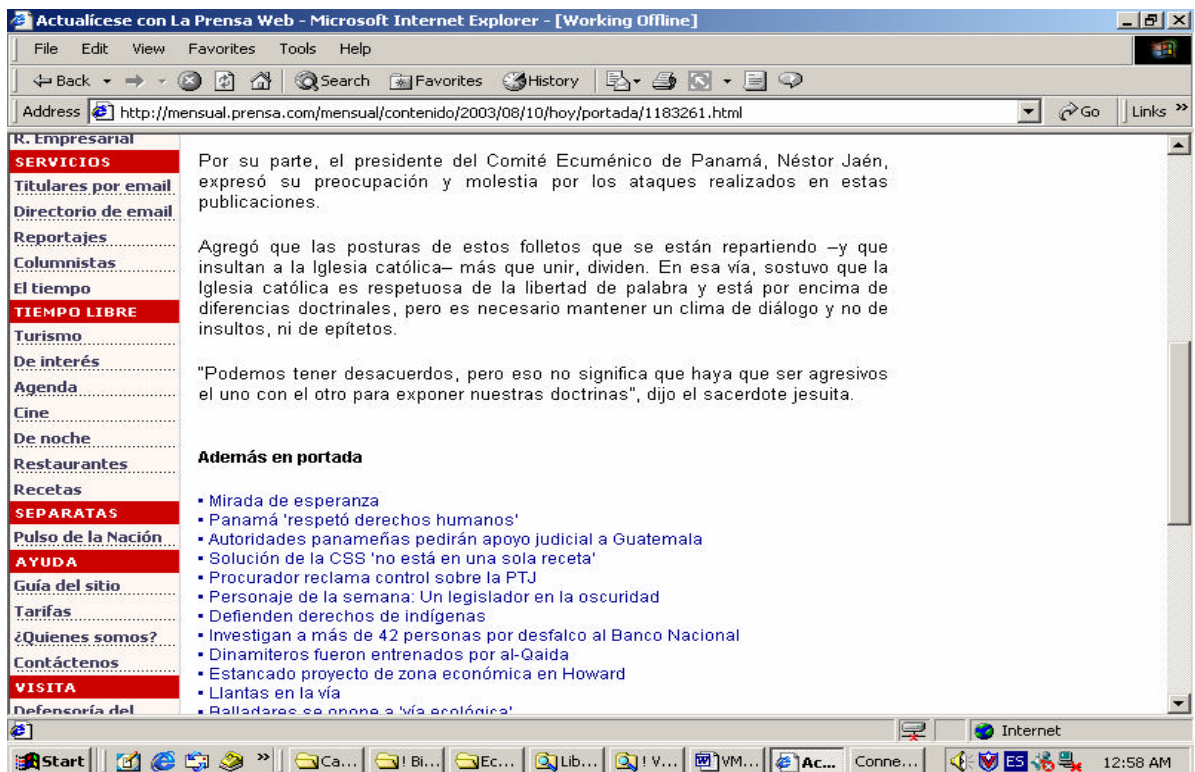 Actualícese con La Prensa Web - Microsoft Internet Explorer - [Working Offline]
File Edit View Favorites Tools Help
Back Search Favorites History
Address http://mensual.prensa.com/mensual/contenido/2003/08/10/hoy/portada/1183261.html Go Links »
R. Empresarial
SERVICIOS
Titulares por email
Directorio de email
Reportajes
Columnistas
El tiempo
TIEMPO LIBRE
Turismo
De interés
Agenda
Cine
De noche
Restaurantes
Recetas
SEPARATAS
Pulso de la Nación
AYUDA
Guía del sitio
Tarifas
¿Quienes somos?
Contáctenos
VISITA
Defensoría del
Por su parte, el presidente del Comité Ecuménico de Panamá, Néstor Jaén,
expresó su preocupación y molestia por los ataques realizados en estas
publicaciones.
Agregó que las posturas de estos folletos que se están repartiendo –y que
insultan a la Iglesia católica– más que unir, dividen. En esa vía, sostuvo que la
Iglesia católica es respetuosa de la libertad de palabra y está por encima de
diferencias doctrinales, pero es necesario mantener un clima de diálogo y no de
insultos, ni de epítetos.
"Podemos tener desacuerdos, pero eso no significa que haya que ser agresivos
el uno con el otro para exponer nuestras doctrinas", dijo el sacerdote jesuita.
Además en portada
▪ Mirada de esperanza
▪ Panamá 'respetó derechos humanos'
▪ Autoridades panameñas pedirán apoyo judicial a Guatemala
▪ Solución de la CSS 'no está en una sola receta'
▪ Procurador reclama control sobre la PTJ
▪ Personaje de la semana: Un legislador en la oscuridad
▪ Defienden derechos de indígenas
▪ Investigan a más de 42 personas por desfalco al Banco Nacional
▪ Dinamiteros fueron entrenados por al-Qaida
▪ Estancado proyecto de zona económica en Howard
▪ Llantas en la vía
▪ Balladares se opone a 'vía ecológica'
Internet
Start » Ca... ! Bi... Ec... Lib... ! V... VM... Ac... Conne... ES 12:58 AM